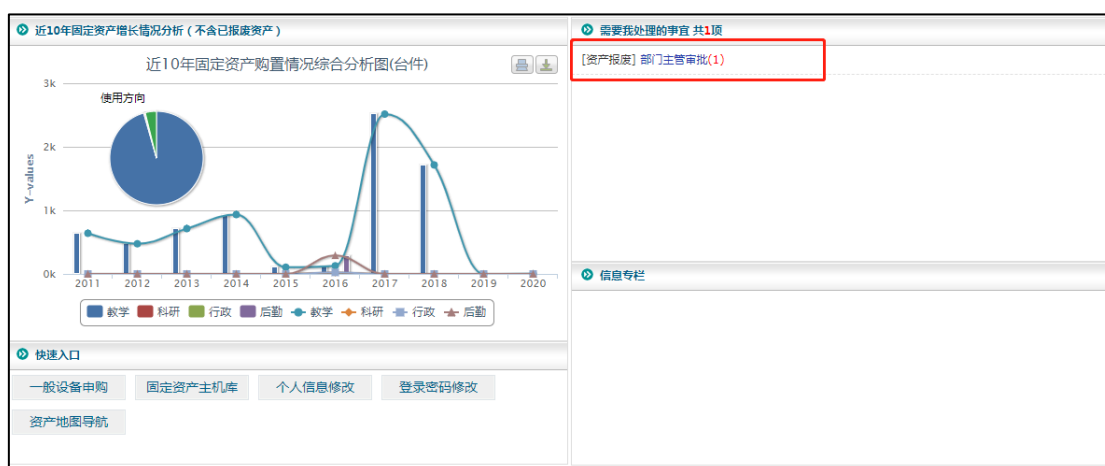 近10年固定资产增长情况分析 ( 不含已报废资产 )
近10年固定资产购置情况综合分析图(台件)
使用方向
Y-values
3k
2k
1k
0k
2011 2012 2013 2014 2015 2016 2017 2018 2019 2020
教学 科研 行政 后勤 教学 科研 行政 后勤
快速入口
一般设备申购 固定资产主机库 个人信息修改 登录密码修改
资产地图导航
需要我处理的事宜 共1项
[资产报废] 部门主管审批(1)
信息专栏